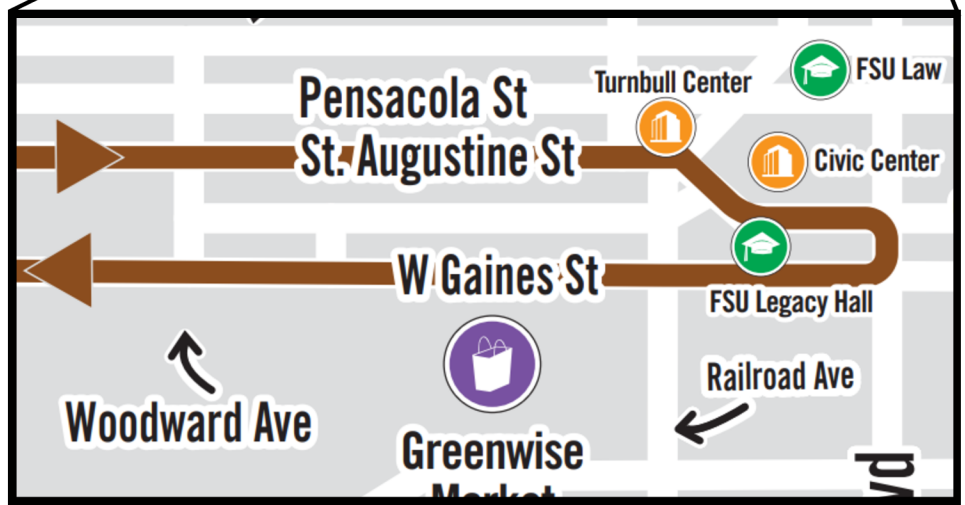 Pensacola St
St. Augustine St
Turnbull Center
FSU Law
Civic Center
W Gaines St
FSU Legacy Hall
Woodward Ave
Railroad Ave
Greenwise
Market